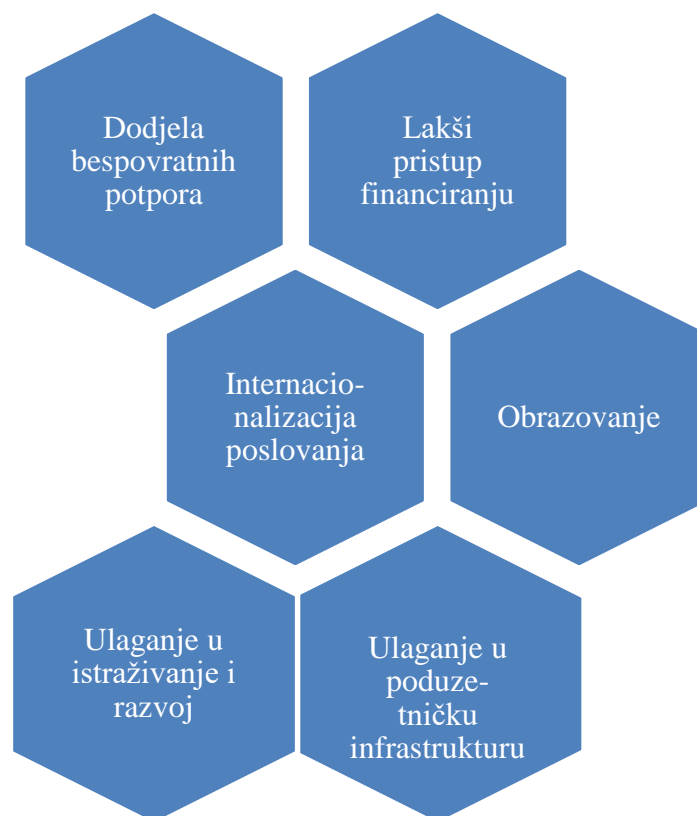 Dodjela
bespovratnih
potpora
Lakši
pristup
financiranju
Internacio-
nalizacija
poslovanja
Obrazovanje
Ulaganje u
istraživanje i
razvoj
Ulaganje u
poduze-
tničku
infrastrukturu